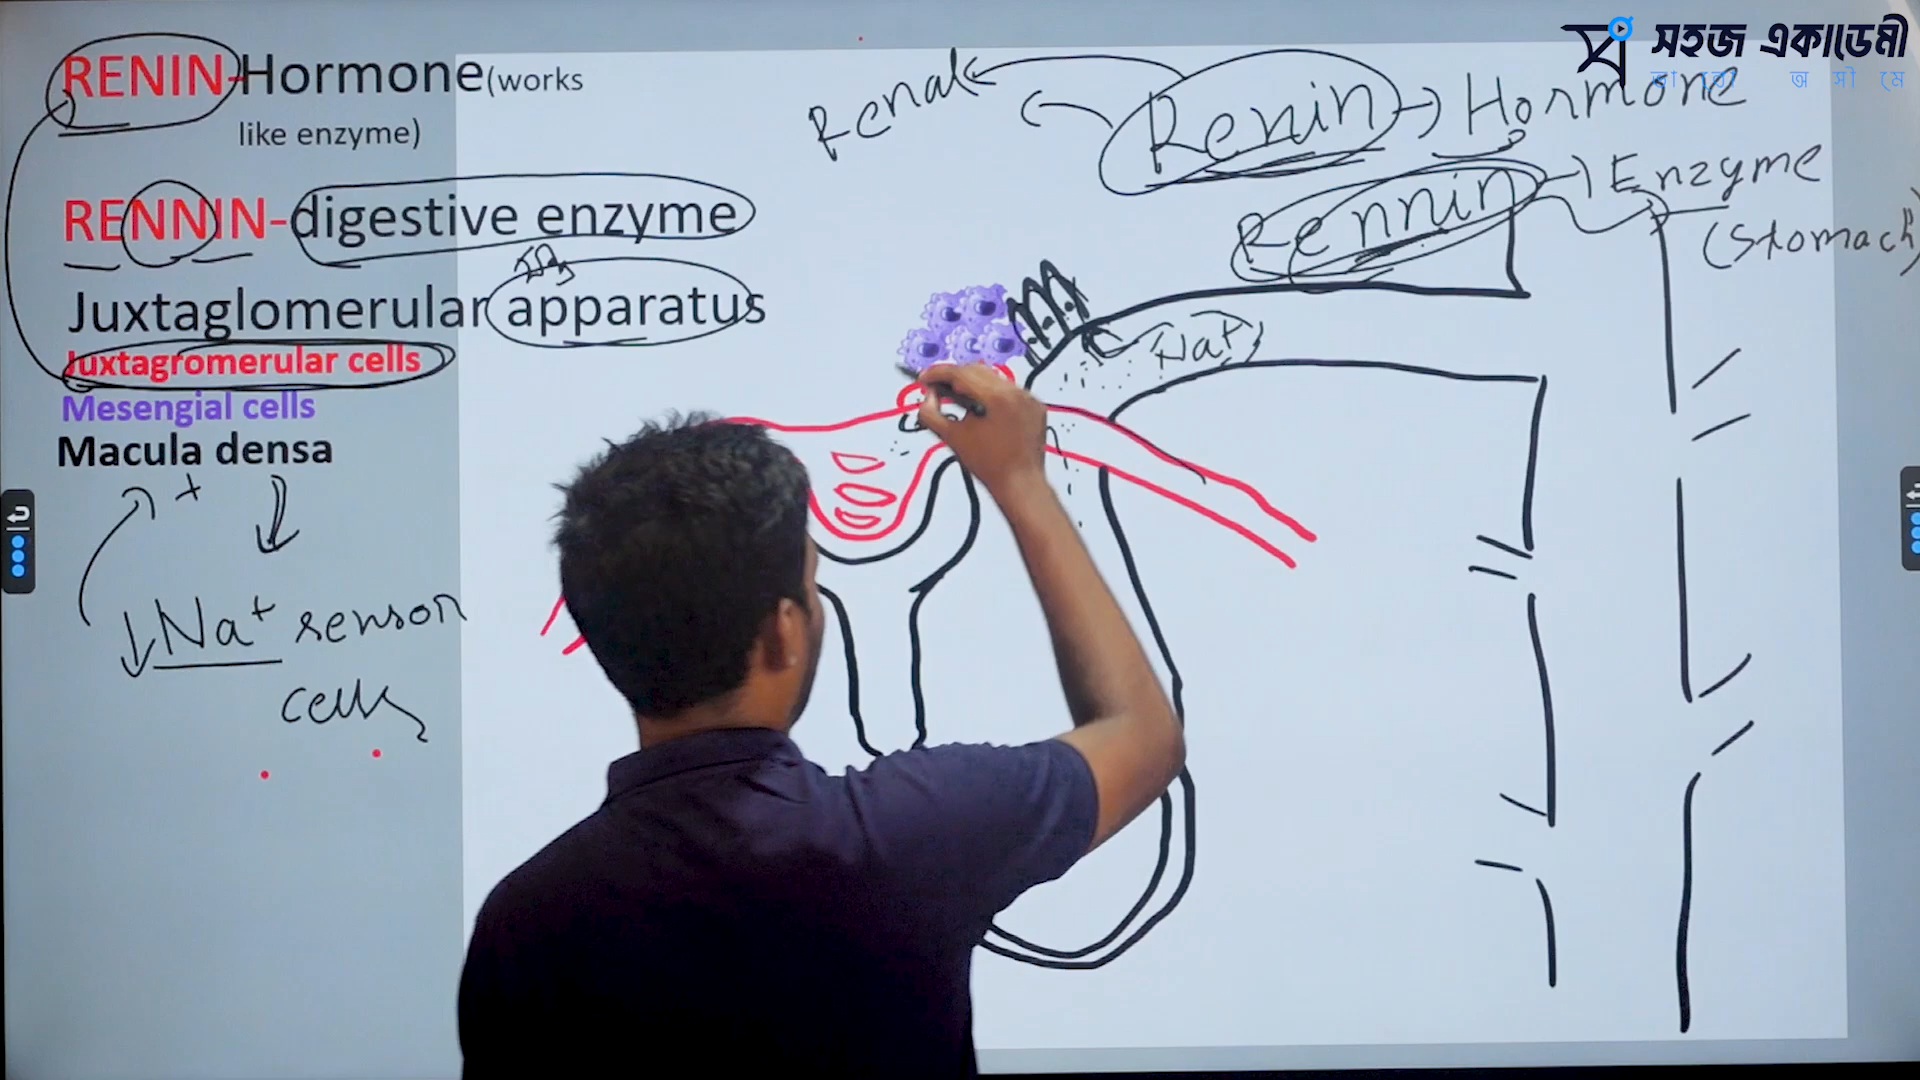 RENIN-Hormone(works
like enzyme)
RENNIN-digestive enzyme
Juxtaglomerular apparatus
Juxtagromerular cells
Mesengial cells
Macula densa
+
↓Na+ sensor
cells
Renal
Renin → Hormone
Rennin → Enzyme
(Stomach)
Na+
সহজ একাডেমী